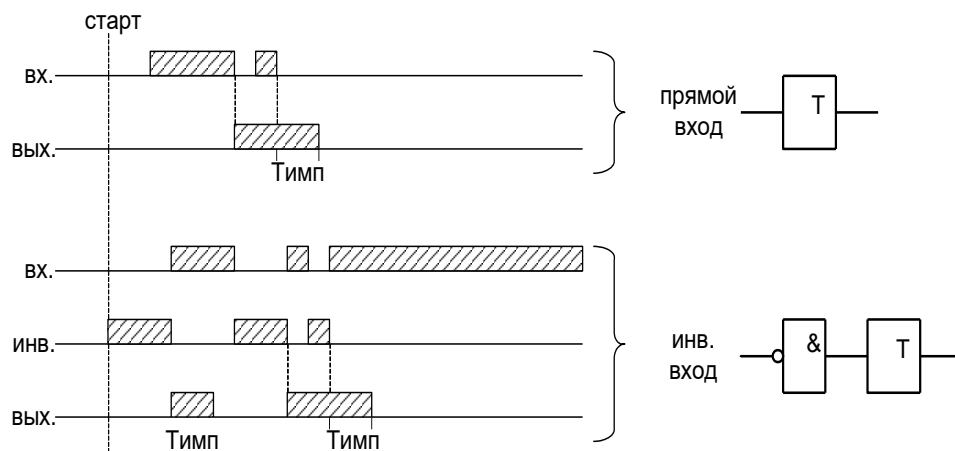 старт
вх.
прямой
вход
Т
вых.
Тимп
вх.
инв.
инв.
вход
&
Т
вых.
Тимп
Тимп